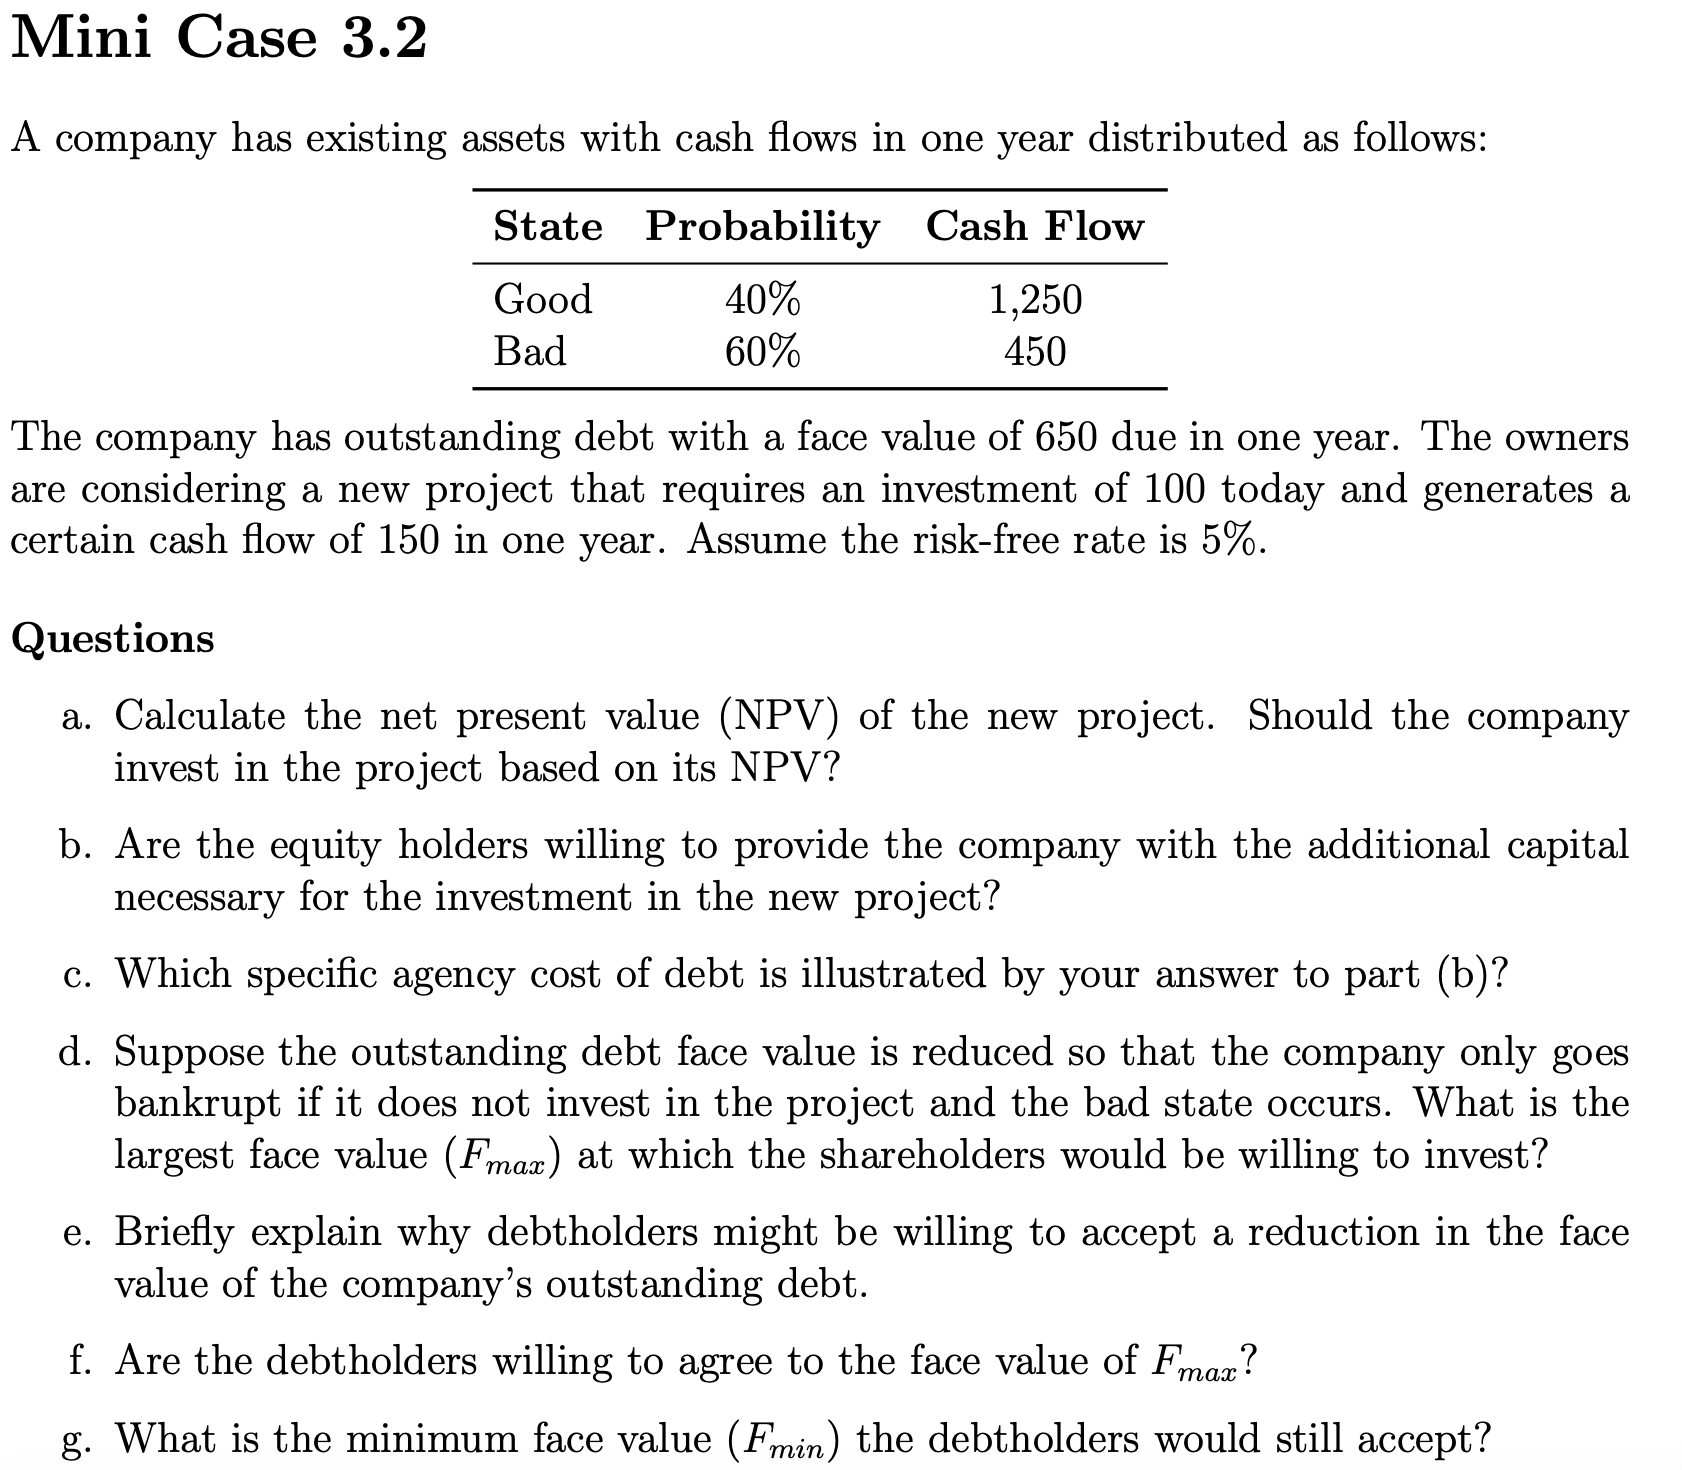 Mini Case 3.2
A company has existing assets with cash flows in one year distributed as follows:
State Probability Cash Flow
Good 40% 1,250
Bad 60% 450
The company has outstanding debt with a face value of 650 due in one year. The owners
are considering a new project that requires an investment of 100 today and generates a
certain cash flow of 150 in one year. Assume the risk-free rate is 5%.
Questions
a. Calculate the net present value (NPV) of the new project. Should the company
invest in the project based on its NPV?
b. Are the equity holders willing to provide the company with the additional capital
necessary for the investment in the new project?
c. Which specific agency cost of debt is illustrated by your answer to part (b)?
d. Suppose the outstanding debt face value is reduced so that the company only goes
bankrupt if it does not invest in the project and the bad state occurs. What is the
largest face value (Fmax) at which the shareholders would be willing to invest?
e. Briefly explain why debtholders might be willing to accept a reduction in the face
value of the company's outstanding debt.
f. Are the debtholders willing to agree to the face value of Fmax?
g. What is the minimum face value (Fmin) the debtholders would still accept?